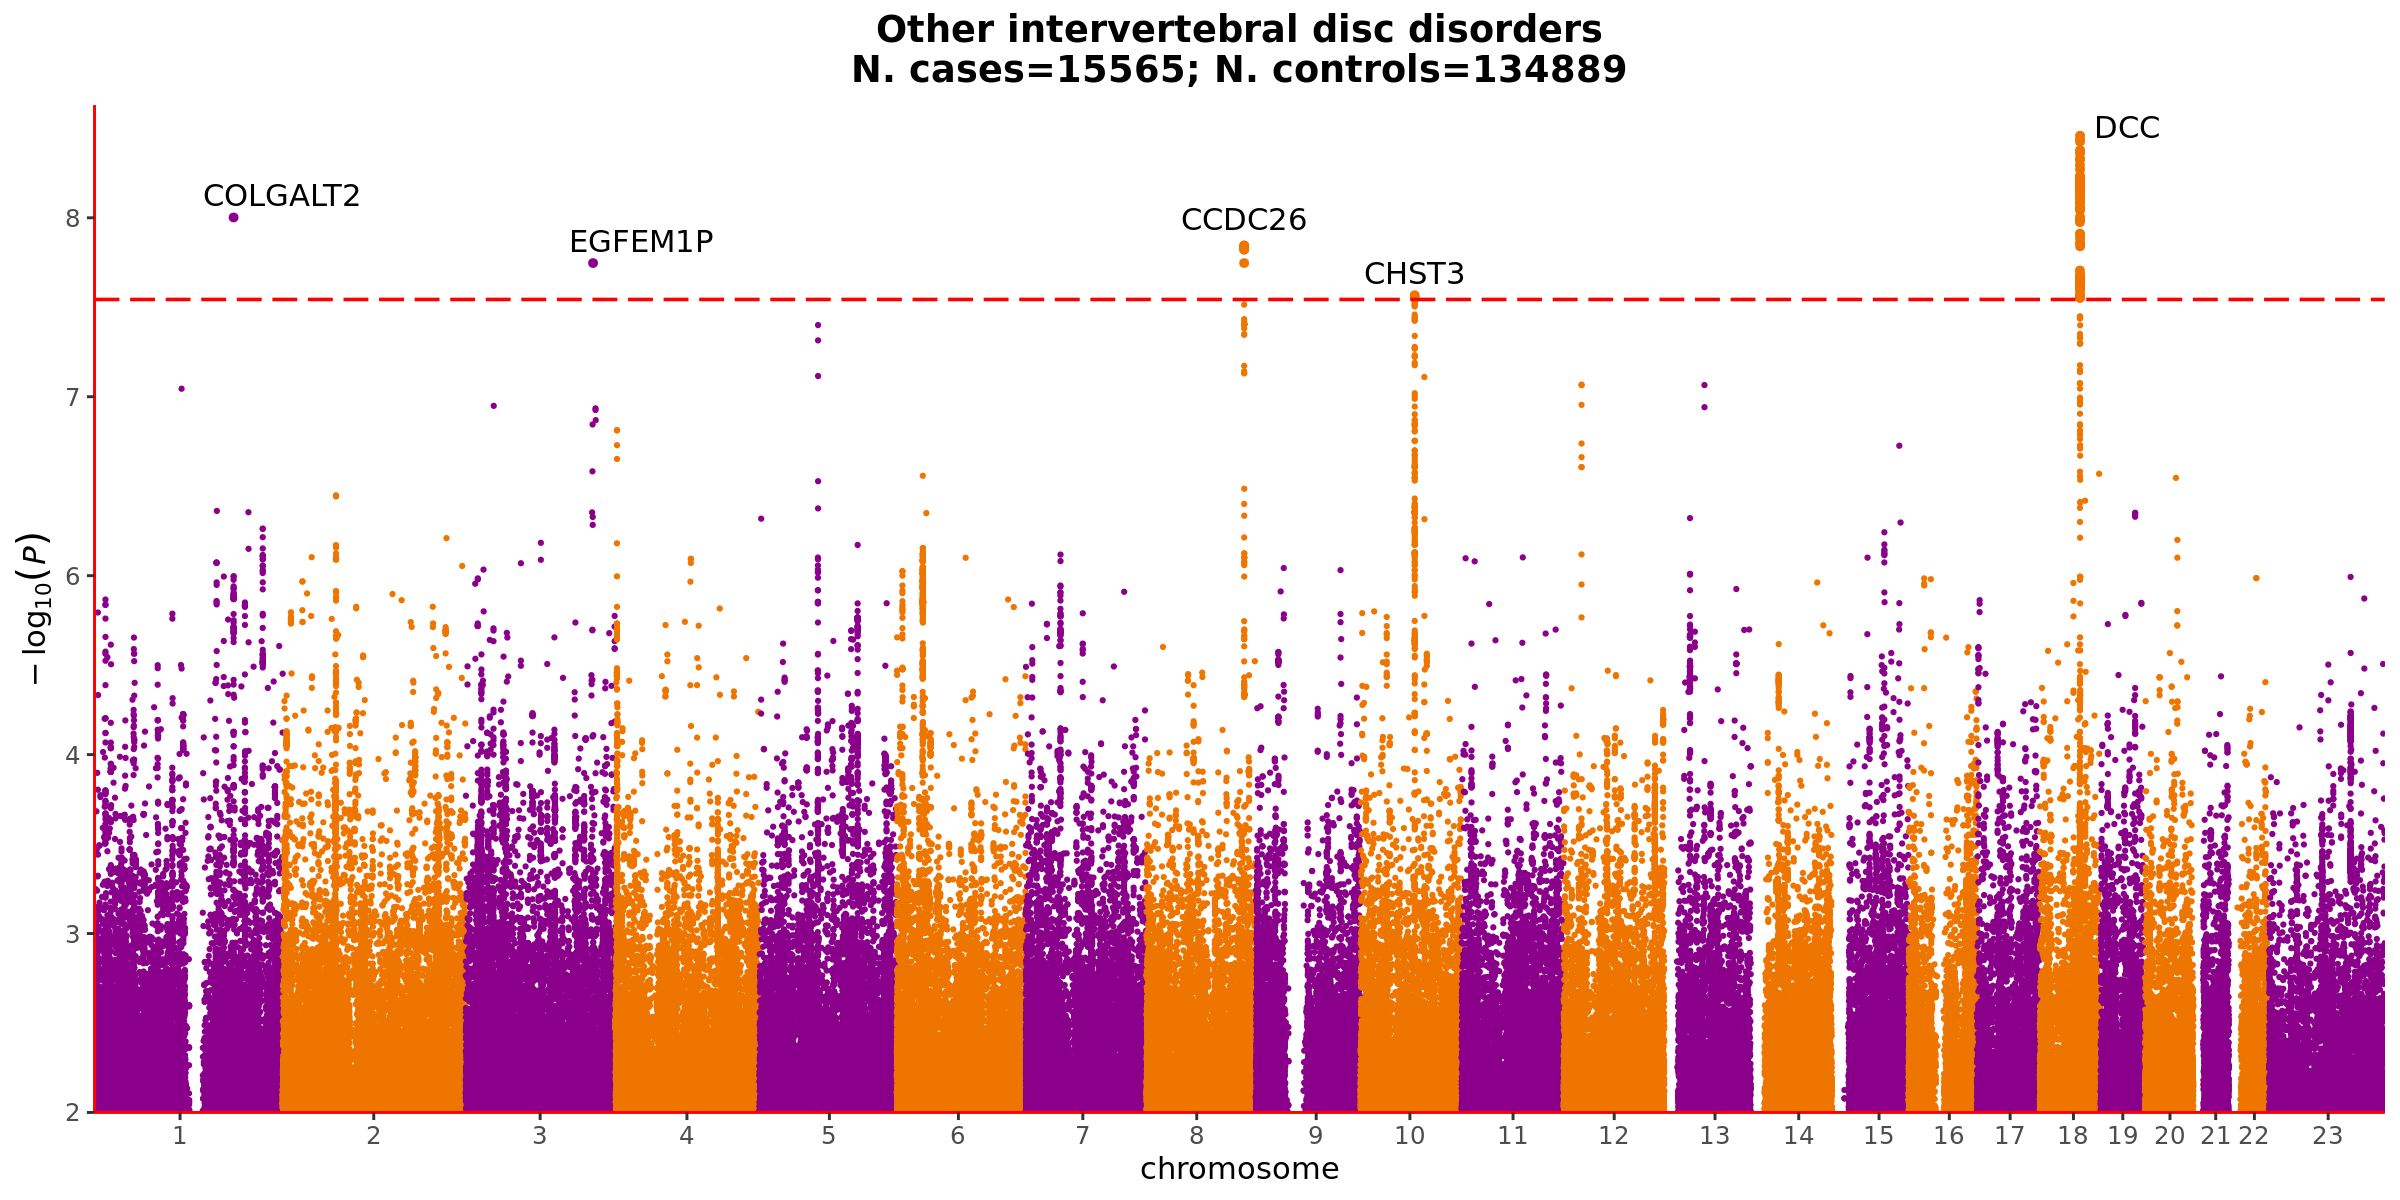 Other intervertebral disc disorders
N. cases=15565; N. controls=134889
DCC
COLGALT2
CCDC26
EGFEM1P
CHST3
8
7
6
5
4
3
2
−log10(P)
1 2 3 4 5 6 7 8 9 10 11 12 13 14 15 16 17 18 19 20 21 22 23
chromosome